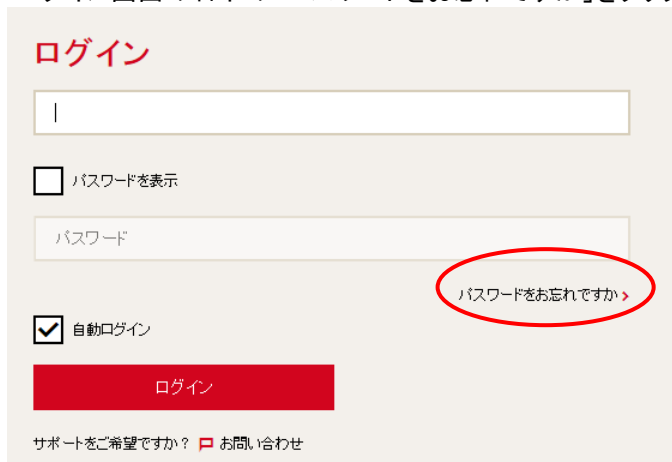 ログイン
パスワードを表示
パスワード
パスワードをお忘れですか
自動ログイン
ログイン
サポートをご希望ですか? お問い合わせ